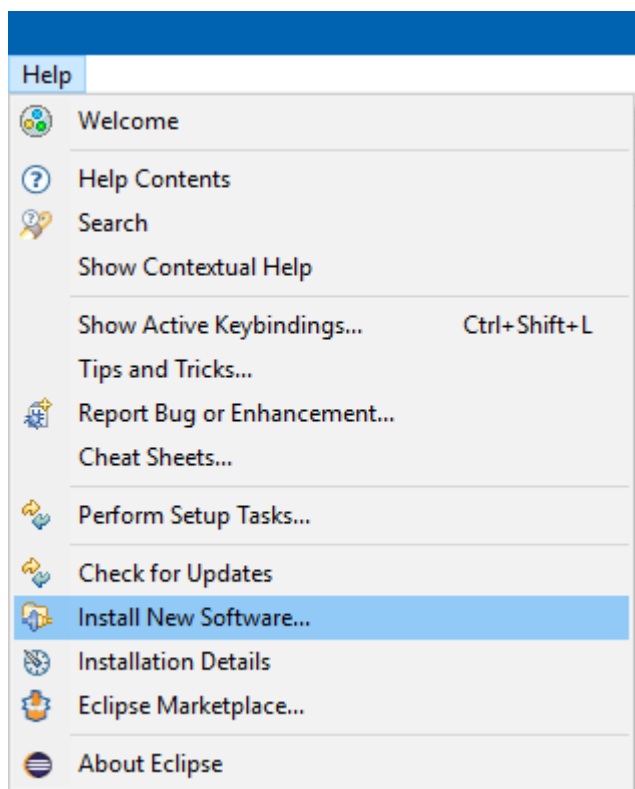 Help
Welcome
Help Contents
Search
Show Contextual Help
Show Active Keybindings... Ctrl+Shift+L
Tips and Tricks...
Report Bug or Enhancement...
Cheat Sheets...
Perform Setup Tasks...
Check for Updates
Install New Software...
Installation Details
Eclipse Marketplace...
About Eclipse